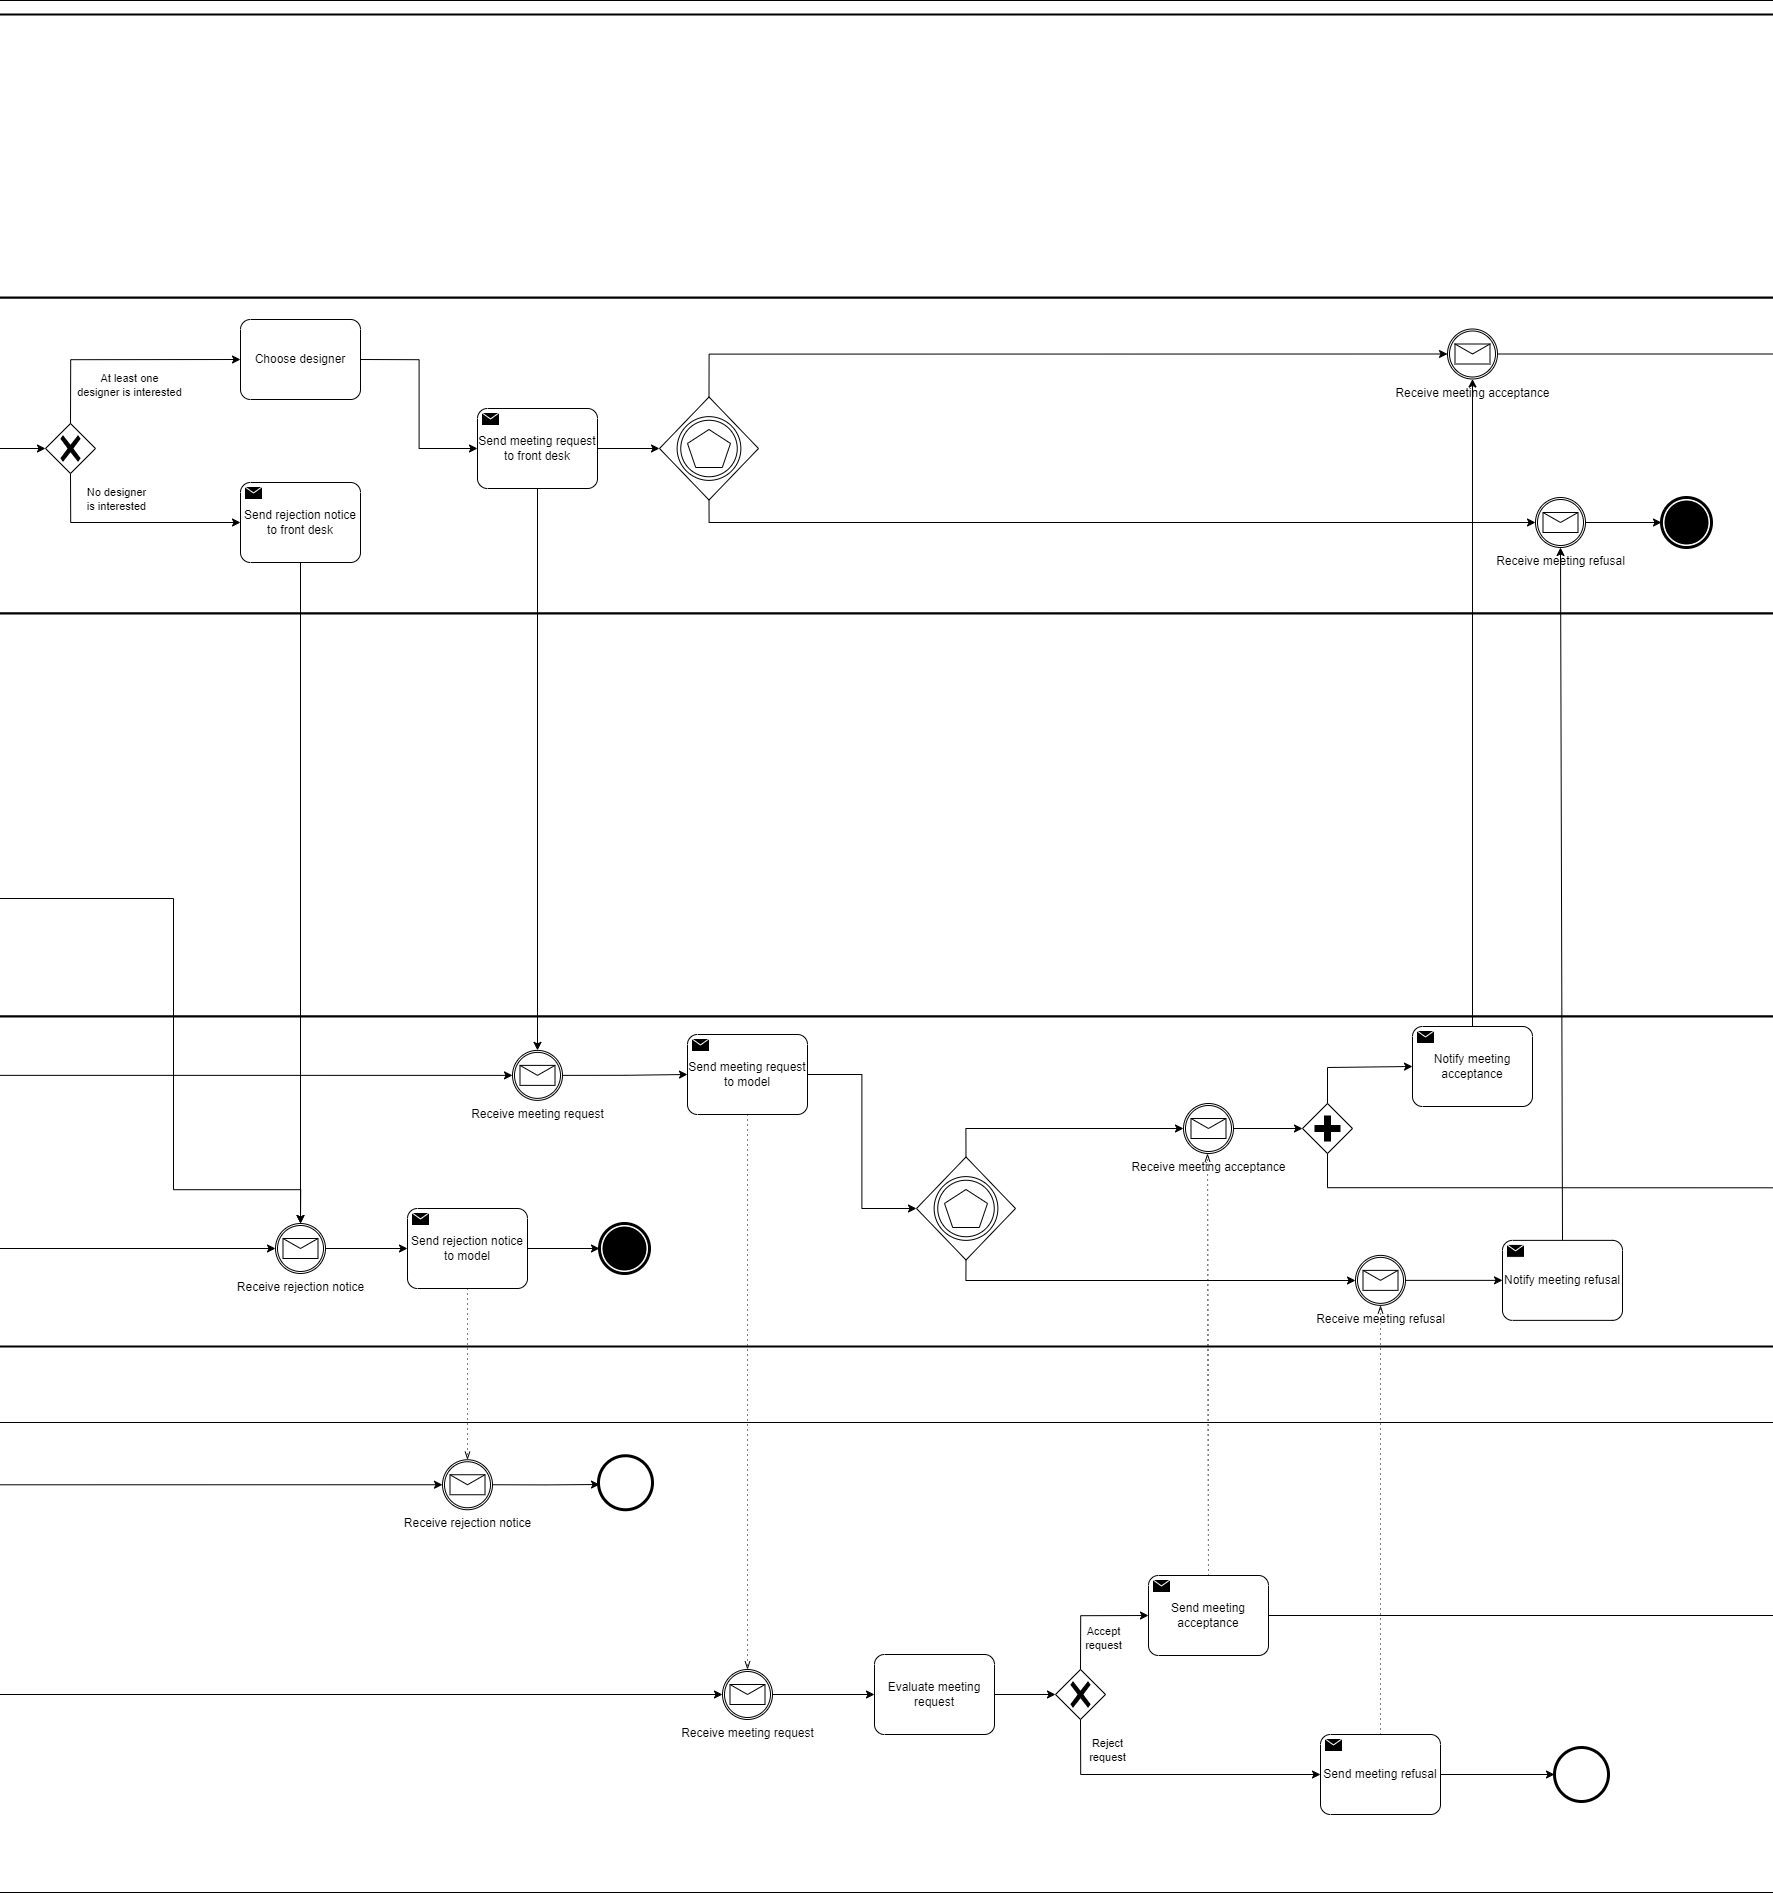 Choose designer
At least one
designer is interested
Receive meeting acceptance
Send meeting request
to front desk
No designer
is interested
Send rejection notice
to front desk
Receive meeting refusal
Send meeting request
to model
Notify meeting
acceptance
Receive meeting request
Receive meeting acceptance
Send rejection notice
to model
Receive rejection notice
Notify meeting refusal
Receive meeting refusal
Receive rejection notice
Send meeting
acceptance
Accept
request
Evaluate meeting
request
Receive meeting request
Reject
request
Send meeting refusal